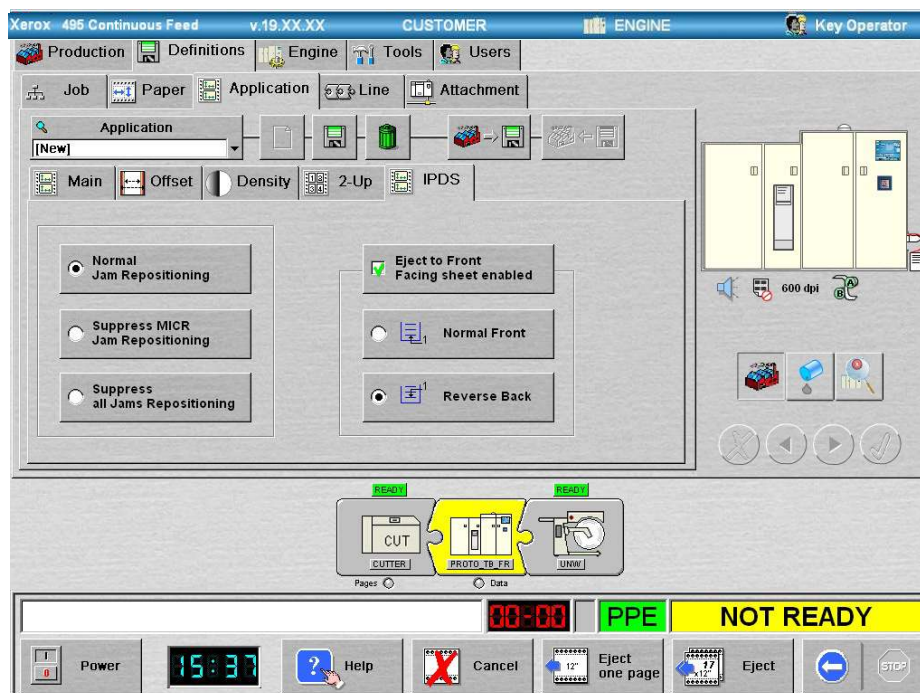 Xerox 495 Continuous Feed v.19.XX.XX CUSTOMER ENGINE Key Operator
Production Definitions Engine Tools Users
Job Paper Application Line Attachment
Application
[New]
Main Offset Density 2-Up IPDS
Normal
Jam Repositioning
Suppress MICR
Jam Repositioning
Suppress
all Jams Repositioning
Eject to Front
Facing sheet enabled
1 Normal Front
1 Reverse Back
600 dpi A B
READY READY
CUT
CUTTER PROTO_TB_FR UNW
Pages Data
00-00 PPE NOT READY
I 0 Power 15:37 ? Help Cancel 12" Eject one page 17 x12" Eject STOP